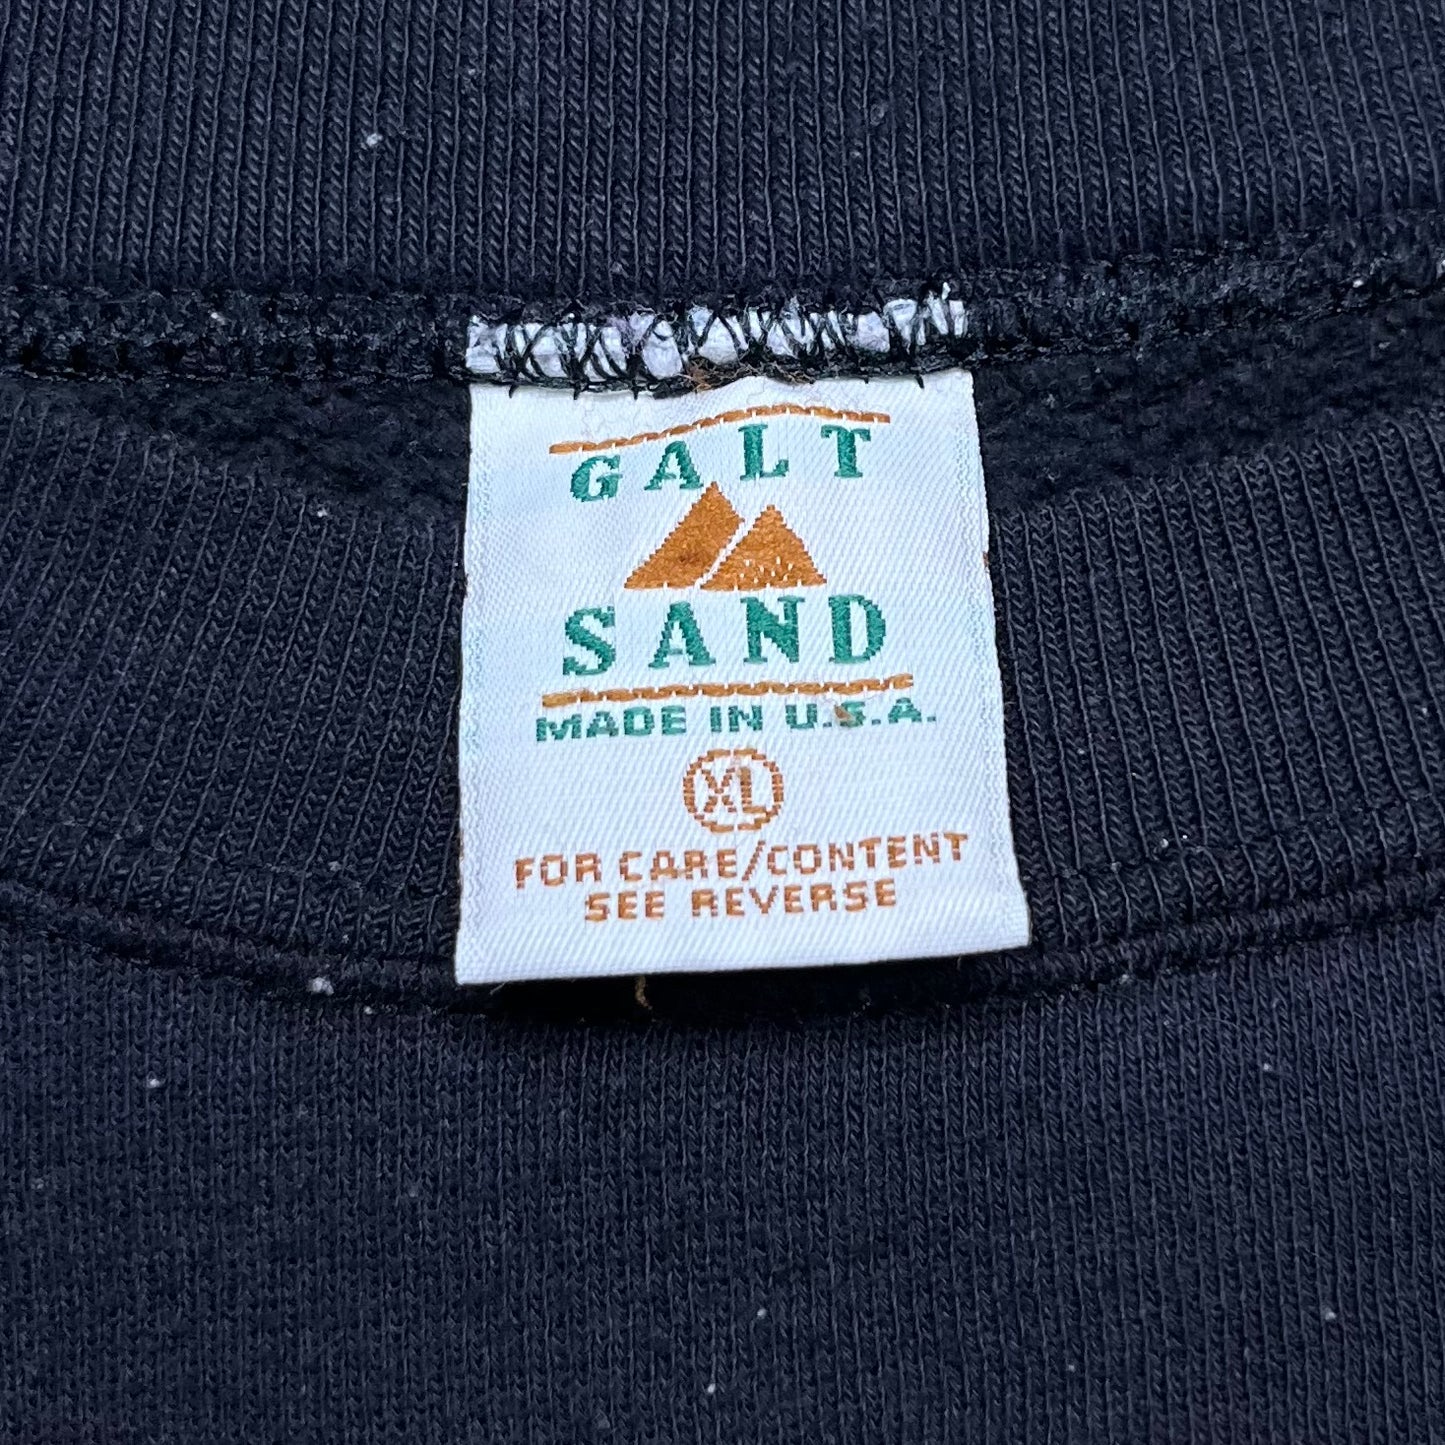 GALT
SAND
MADE IN U.S.A.
XL
FOR CARE/CONTENT
SEE REVERSE